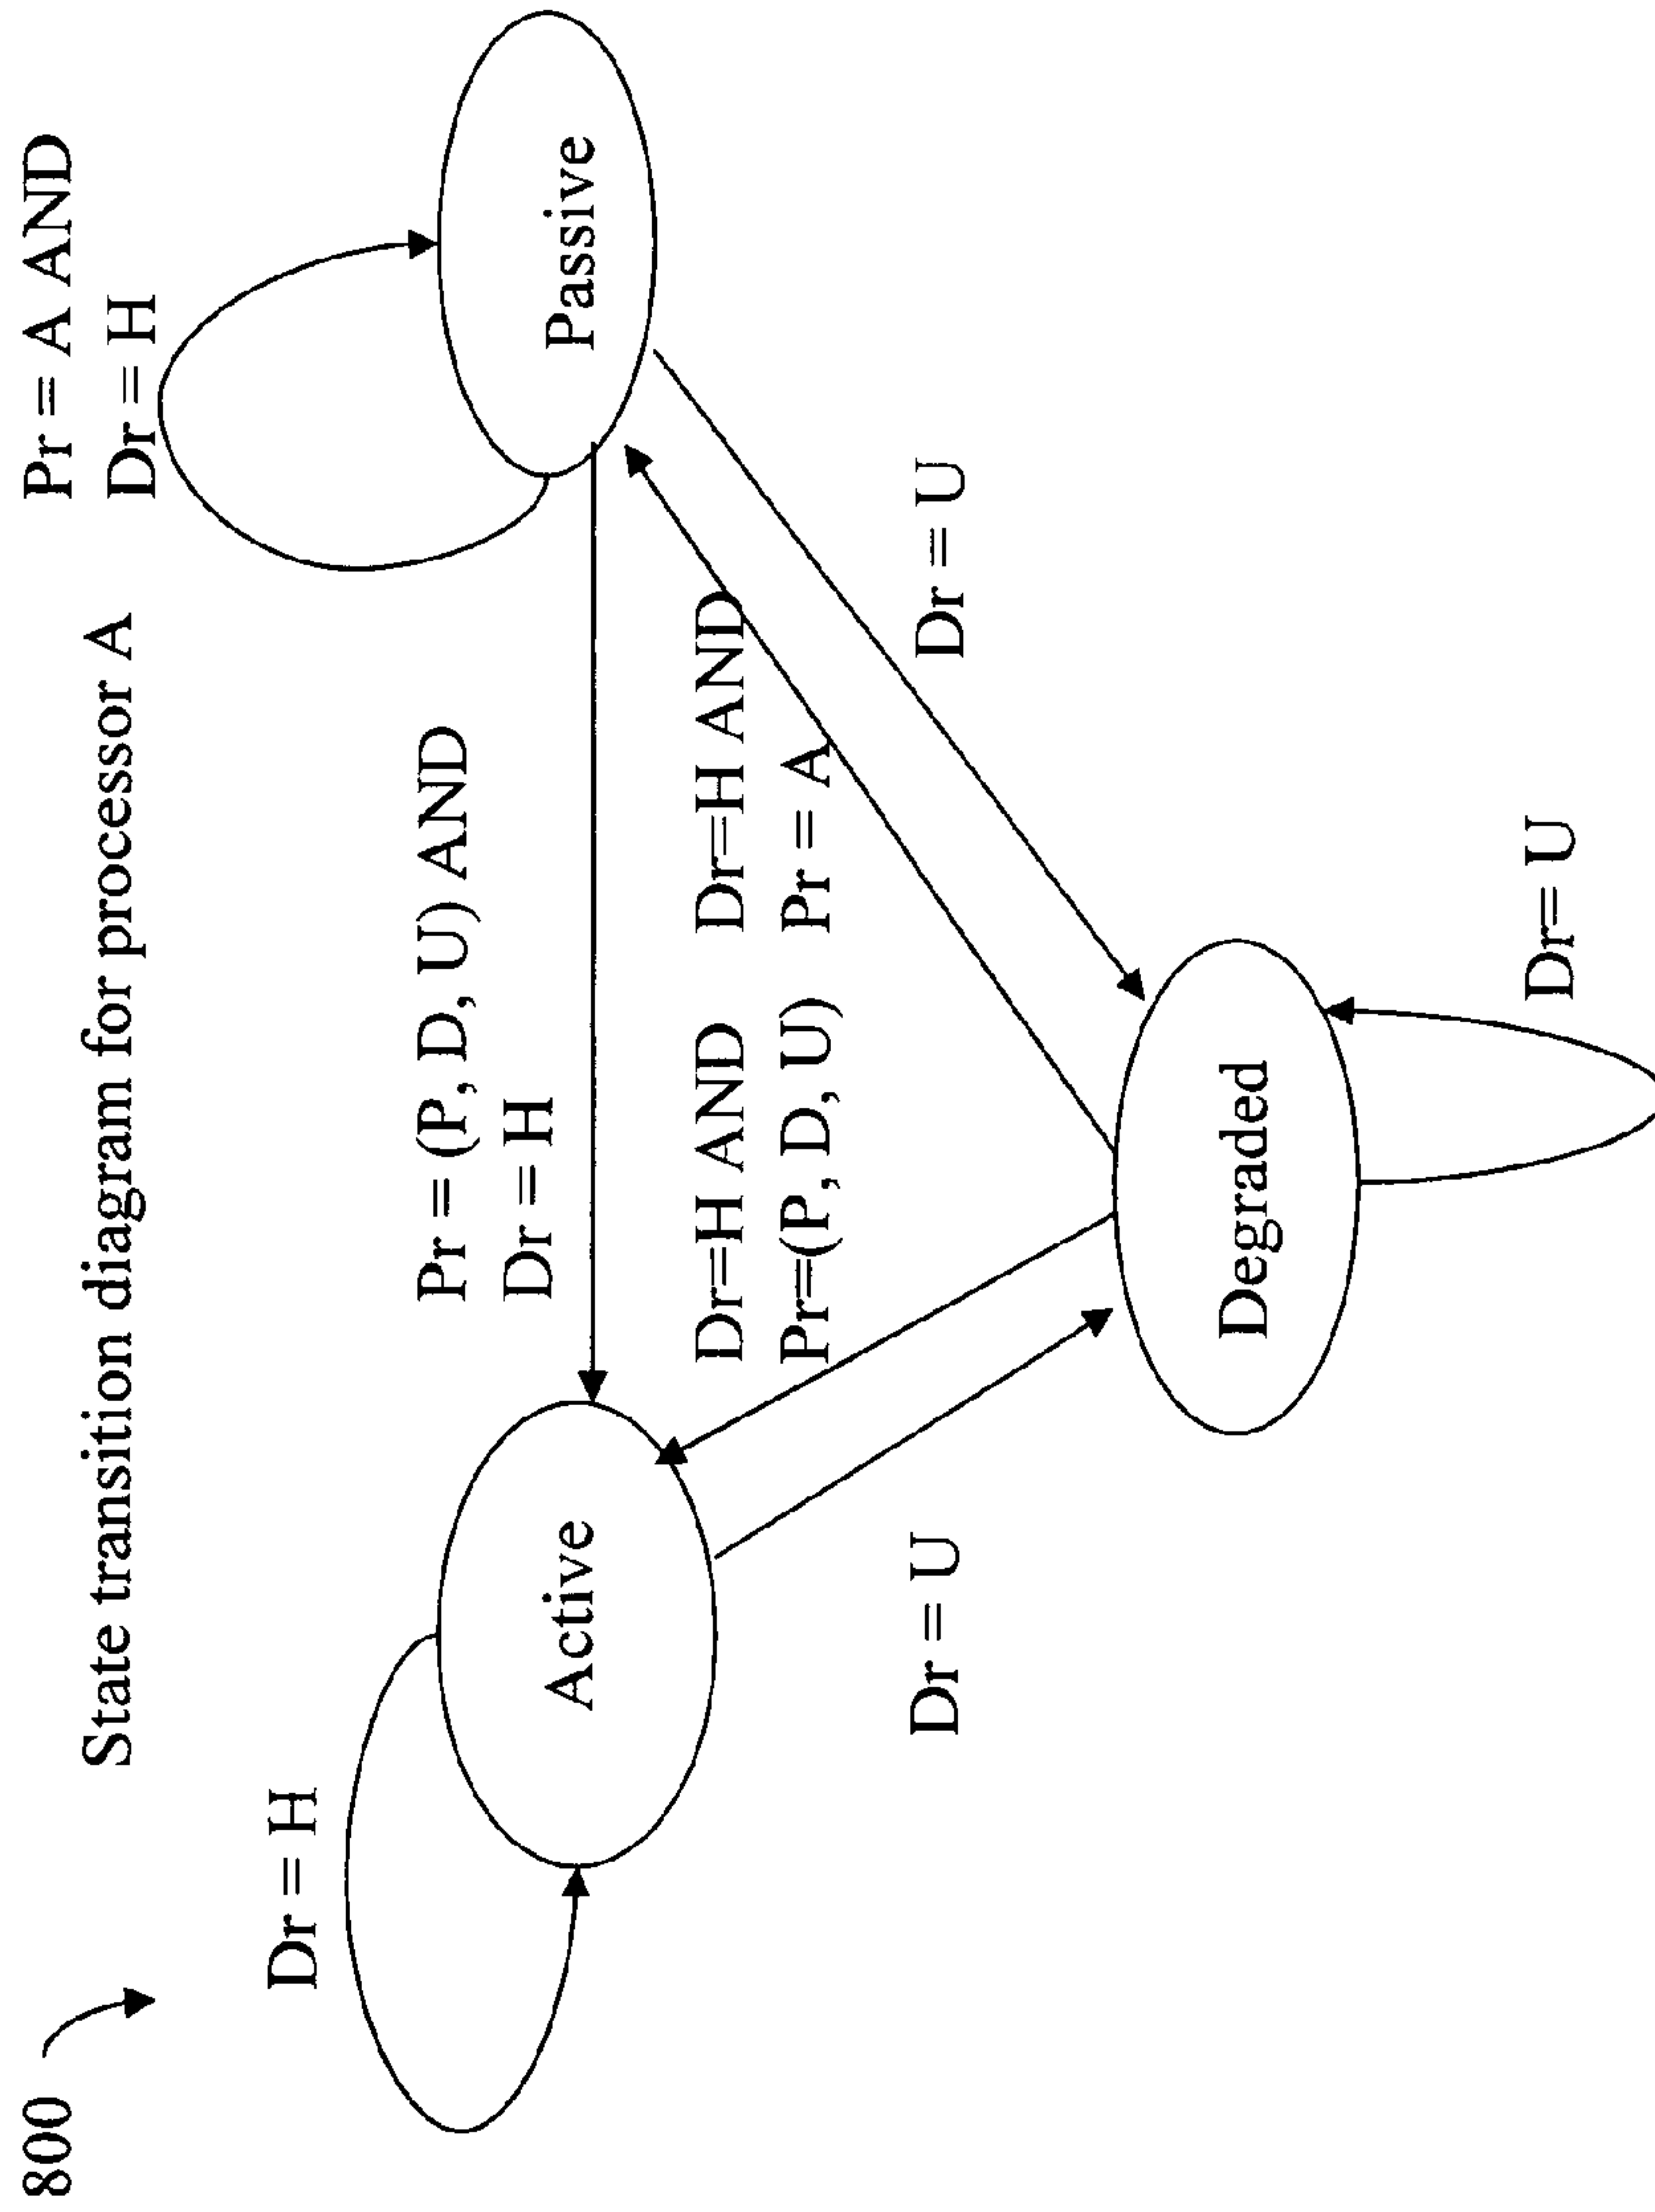 800
State transition diagram for processor A
Pr = A AND
Dr = H
Dr = H
Pr = (P, D, U) AND
Dr = H
Active
Passive
Dr=H AND
Pr=(P, D, U)
Dr=H AND
Pr = A
Dr = U
Dr = U
Degraded
Dr= U